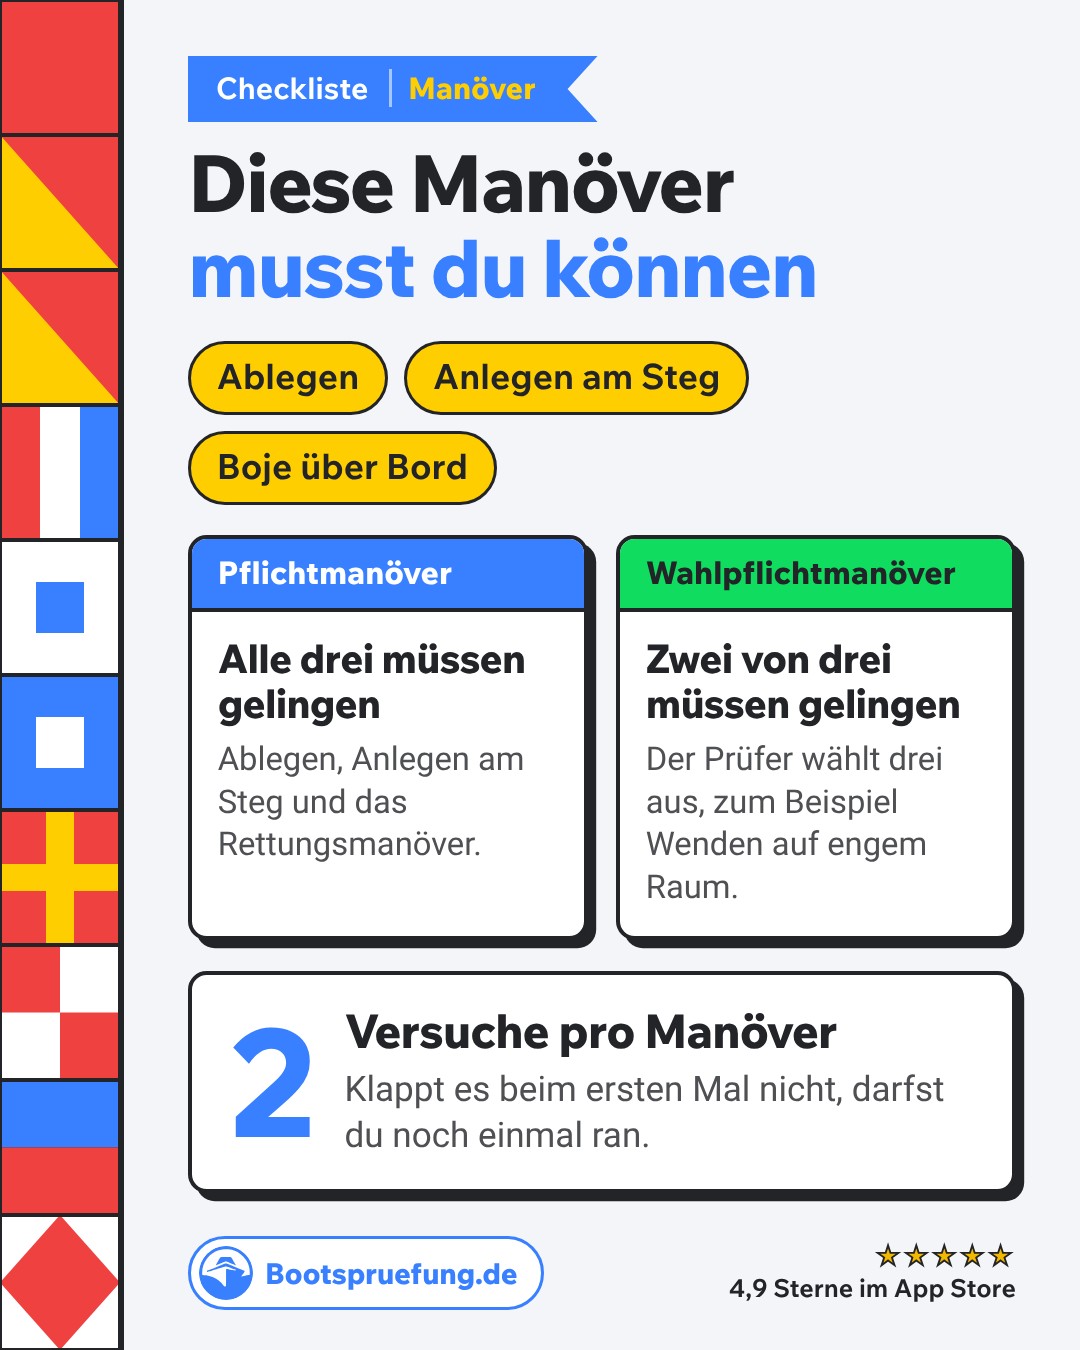 Checkliste | Manöver
Diese Manöver
musst du können
Ablegen
Anlegen am Steg
Boje über Bord
Pflichtmanöver
Alle drei müssen
gelingen
Ablegen, Anlegen am
Steg und das
Rettungsmanöver.
Wahlpflichtmanöver
Zwei von drei
müssen gelingen
Der Prüfer wählt drei
aus, zum Beispiel
Wenden auf engem
Raum.
2
Versuche pro Manöver
Klappt es beim ersten Mal nicht, darfst
du noch einmal ran.
Bootspruefung.de
★★★★★
4,9 Sterne im App Store